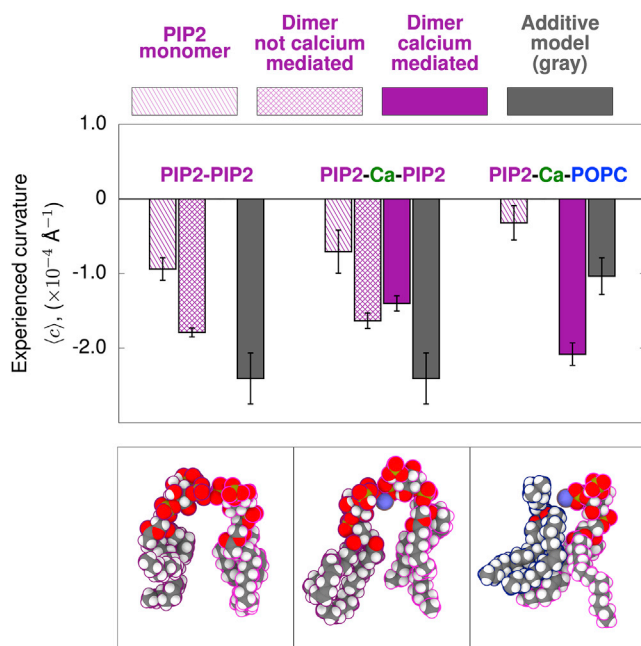 PIP2 monomer
Dimer not calcium mediated
Dimer calcium mediated
Additive model (gray)
1.0
0
-1.0
-2.0
Experienced curvature
⟨c⟩, (×10⁻⁴ Å⁻¹)
PIP2-PIP2
PIP2-Ca-PIP2
PIP2-Ca-POPC